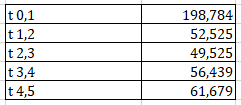 t 0,1 198,784
t 1,2 52,525
t 2,3 49,525
t 3,4 56,439
t 4,5 61,679